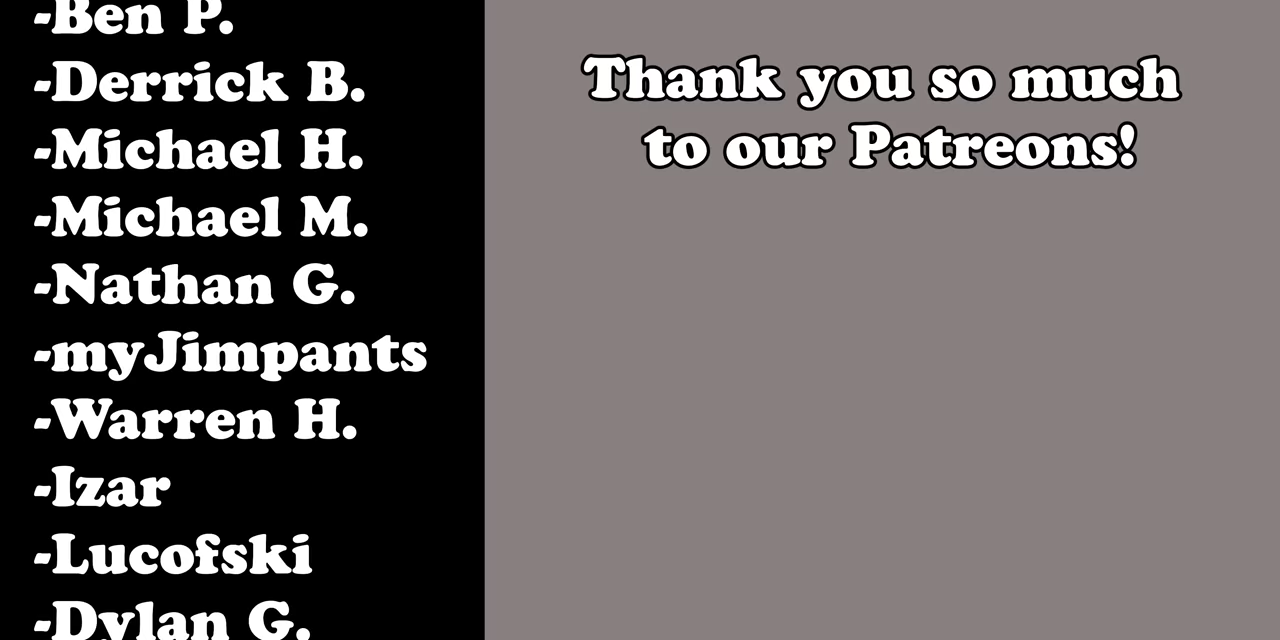 -Ben P.
-Derrick B.
-Michael H.
-Michael M.
-Nathan G.
-myJimpants
-Warren H.
-Izar
-Lucofski
-Dylan G.
Thank you so much
to our Patreons!